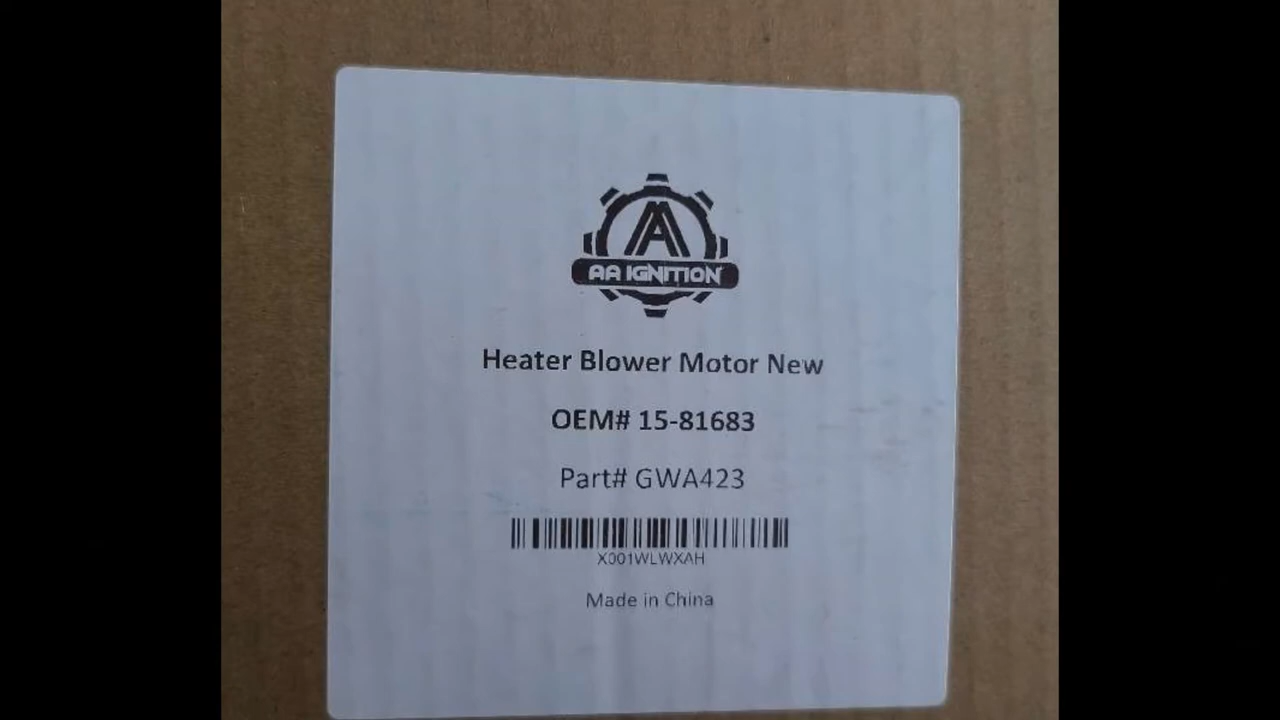 AA IGNITION
Heater Blower Motor New
OEM# 15-81683
Part# GWA423
X001WLWXAH
Made in China